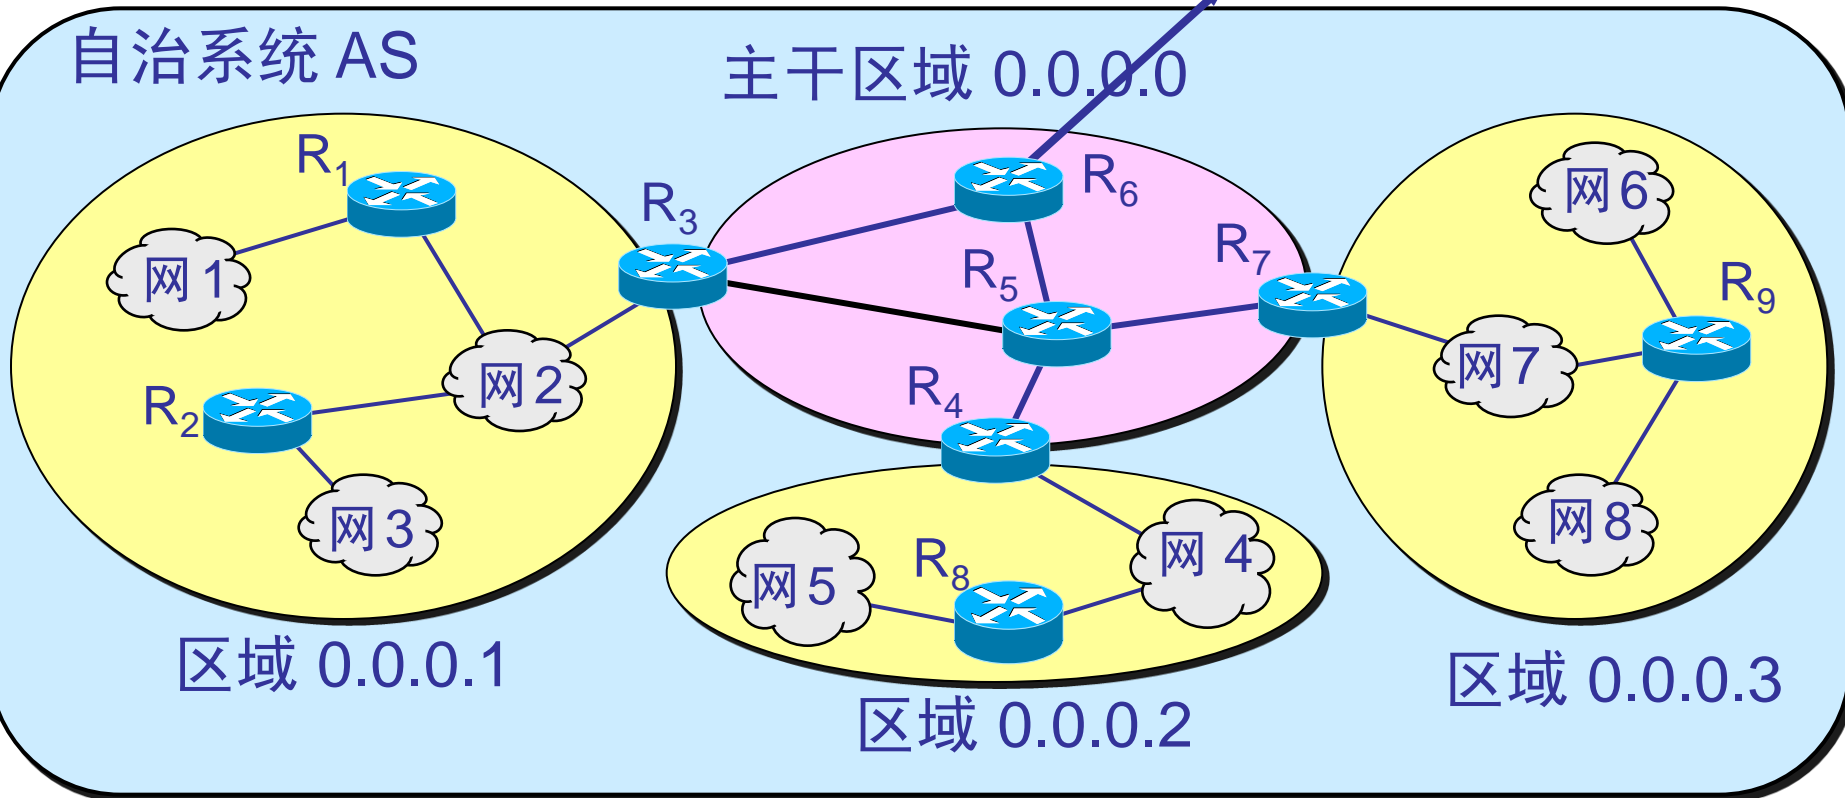 自治系统 AS
主干区域 0.0.0.0
R1
R3
R6
网 6
网 1
R5
R7
R9
网 2
网 7
R2
R4
网 3
网 8
网 5
R8
网 4
区域 0.0.0.1
区域 0.0.0.2
区域 0.0.0.3